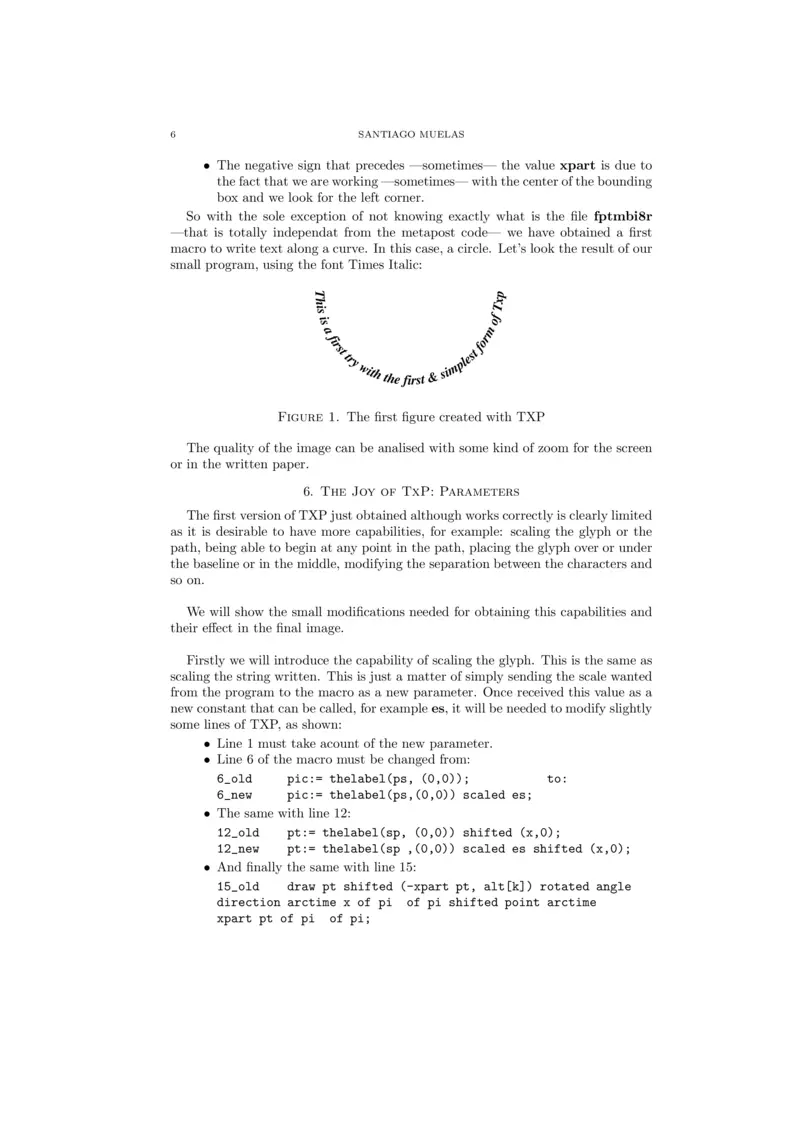 6 SANTIAGO MUELAS
• The negative sign that precedes —sometimes— the value xpart is due to
the fact that we are working —sometimes— with the center of the bounding
box and we look for the left corner.
So with the sole exception of not knowing exactly what is the file fptmbi8r
—that is totally independat from the metapost code— we have obtained a first
macro to write text along a curve. In this case, a circle. Let's look the result of our
small program, using the font Times Italic:
This is a first try with the first & simplest form of Txp
Figure 1. The first figure created with TXP
The quality of the image can be analised with some kind of zoom for the screen
or in the written paper.
6. The Joy of TxP: Parameters
The first version of TXP just obtained although works correctly is clearly limited
as it is desirable to have more capabilities, for example: scaling the glyph or the
path, being able to begin at any point in the path, placing the glyph over or under
the baseline or in the middle, modifying the separation between the characters and
so on.
We will show the small modifications needed for obtaining this capabilities and
their effect in the final image.
Firstly we will introduce the capability of scaling the glyph. This is the same as
scaling the string written. This is just a matter of simply sending the scale wanted
from the program to the macro as a new parameter. Once received this value as a
new constant that can be called, for example es, it will be needed to modify slightly
some lines of TXP, as shown:
• Line 1 must take acount of the new parameter.
• Line 6 of the macro must be changed from:
6_old pic:= thelabel(ps, (0,0)); to:
6_new pic:= thelabel(ps,(0,0)) scaled es;
• The same with line 12:
12_old pt:= thelabel(sp, (0,0)) shifted (x,0);
12_new pt:= thelabel(sp ,(0,0)) scaled es shifted (x,0);
• And finally the same with line 15:
15_old draw pt shifted (-xpart pt, alt[k]) rotated angle
direction arctime x of pi of pi shifted point arctime
xpart pt of pi of pi;